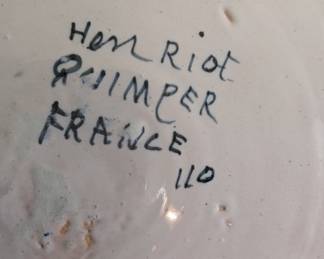 HenRiot
QUIMPER
FRANCE
110